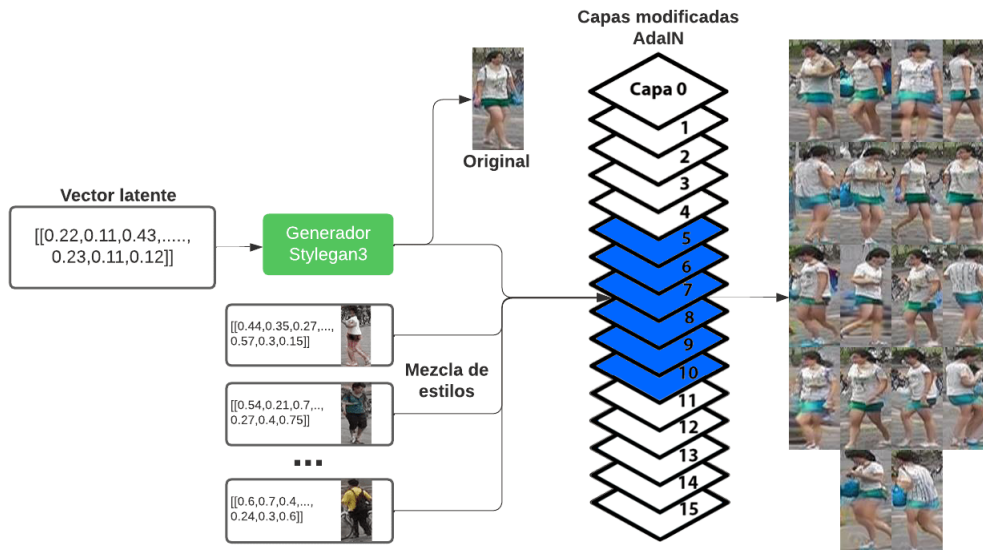 Capas modificadas
AdaIN
Capa 0
1
2
3
4
5
6
7
8
9
10
11
12
13
14
15
Original
Vector latente
[[0.22,0.11,0.43,.....,
0.23,0.11,0.12]]
Generador
Stylegan3
[[0.44,0.35,0.27,...,
0.57,0.3,0.15]]
Mezcla de
estilos
[[0.54,0.21,0.7,..,
0.27,0.4,0.75]]
...
[[0.6,0.7,0.4,...,
0.24,0.3,0.6]]